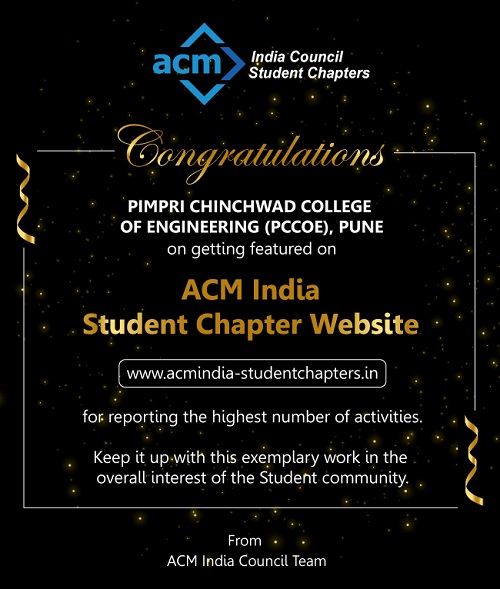 acm
India Council
Student Chapters
Congratulations
PIMPRI CHINCHWAD COLLEGE
OF ENGINEERING (PCCOE), PUNE
on getting featured on
ACM India
Student Chapter Website
www.acmindia-studentchapters.in
for reporting the highest number of activities.
Keep it up with this exemplary work in the
overall interest of the Student community.
From
ACM India Council Team